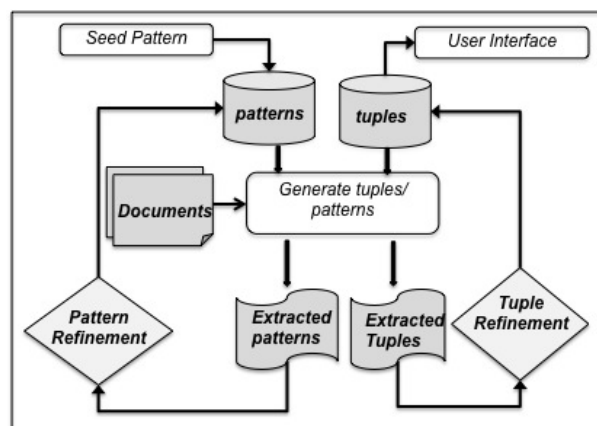 Seed Pattern
User Interface
patterns
tuples
Generate tuples/
patterns
Documents
Pattern
Refinement
Extracted
patterns
Extracted
Tuples
Tuple
Refinement